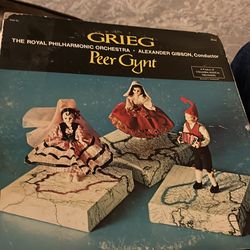 GRIEG
THE ROYAL PHILHARMONIC ORCHESTRA • ALEXANDER GIBSON, Conductor
Peer Gynt